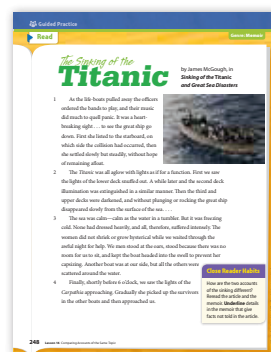 Guided Practice
Read
Genre: Memoir
The Sinking of the
Titanic
by James McGough, in
Sinking of the Titanic
and Great Sea Disasters
1 As the life-boats pulled away the officers
ordered the bands to play, and their music
did much to quell panic. It was a heart-
breaking sight . . . to see the great ship go
down. First she listed to the starboard, on
which side the collision had occurred, then
she settled slowly but steadily, without hope
of remaining afloat.
2 The Titanic was all aglow with lights as if for a function. First we saw
the lights of the lower deck snuffed out. A while later and the second deck
illumination was extinguished in a similar manner. Then the third and
upper decks were darkened, and without plunging or rocking the great ship
disappeared slowly from the surface of the sea. . . .
3 The sea was calm—calm as the water in a tumbler. But it was freezing
cold. None had dressed heavily, and all, therefore, suffered intensely. The
women did not shriek or grow hysterical while we waited through the
awful night for help. We men stood at the oars, stood because there was no
room for us to sit, and kept the boat headed into the swell to prevent her
capsizing. Another boat was at our side, but all the others were
scattered around the water.
4 Finally, shortly before 6 o'clock, we saw the lights of the
Carpathia approaching. Gradually she picked up the survivors
in the other boats and then approached us.
Close Reader Habits
How are the two accounts
of the sinking different?
Reread the article and the
memoir. Underline details
in the memoir that give
facts not told in the article.
248 Lesson 15 Comparing Accounts of the Same Topic